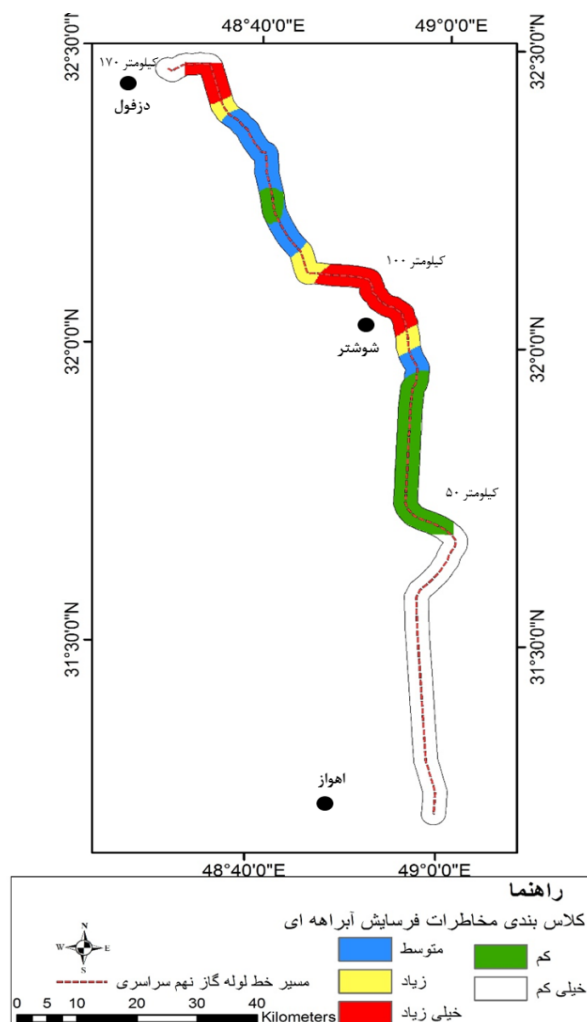 48°40'0"E
49°0'0"E
32°30'0"N
32°30'0"N
کیلومتر ۱۷۰
دزفول
کیلومتر ۱۰۰
شوشتر
32°0'0"N
32°0'0"N
کیلومتر ۵۰
31°30'0"N
31°30'0"N
اهواز
48°40'0"E
49°0'0"E
راهنما
کلاس بندی مخاطرات فرسایش آبراهه ای
کم
متوسط
خیلی کم
زیاد
خیلی زیاد
N
W
E
S
مسیر خط لوله گاز نهم سراسری
0 5 10 20 30 40
Kilometers